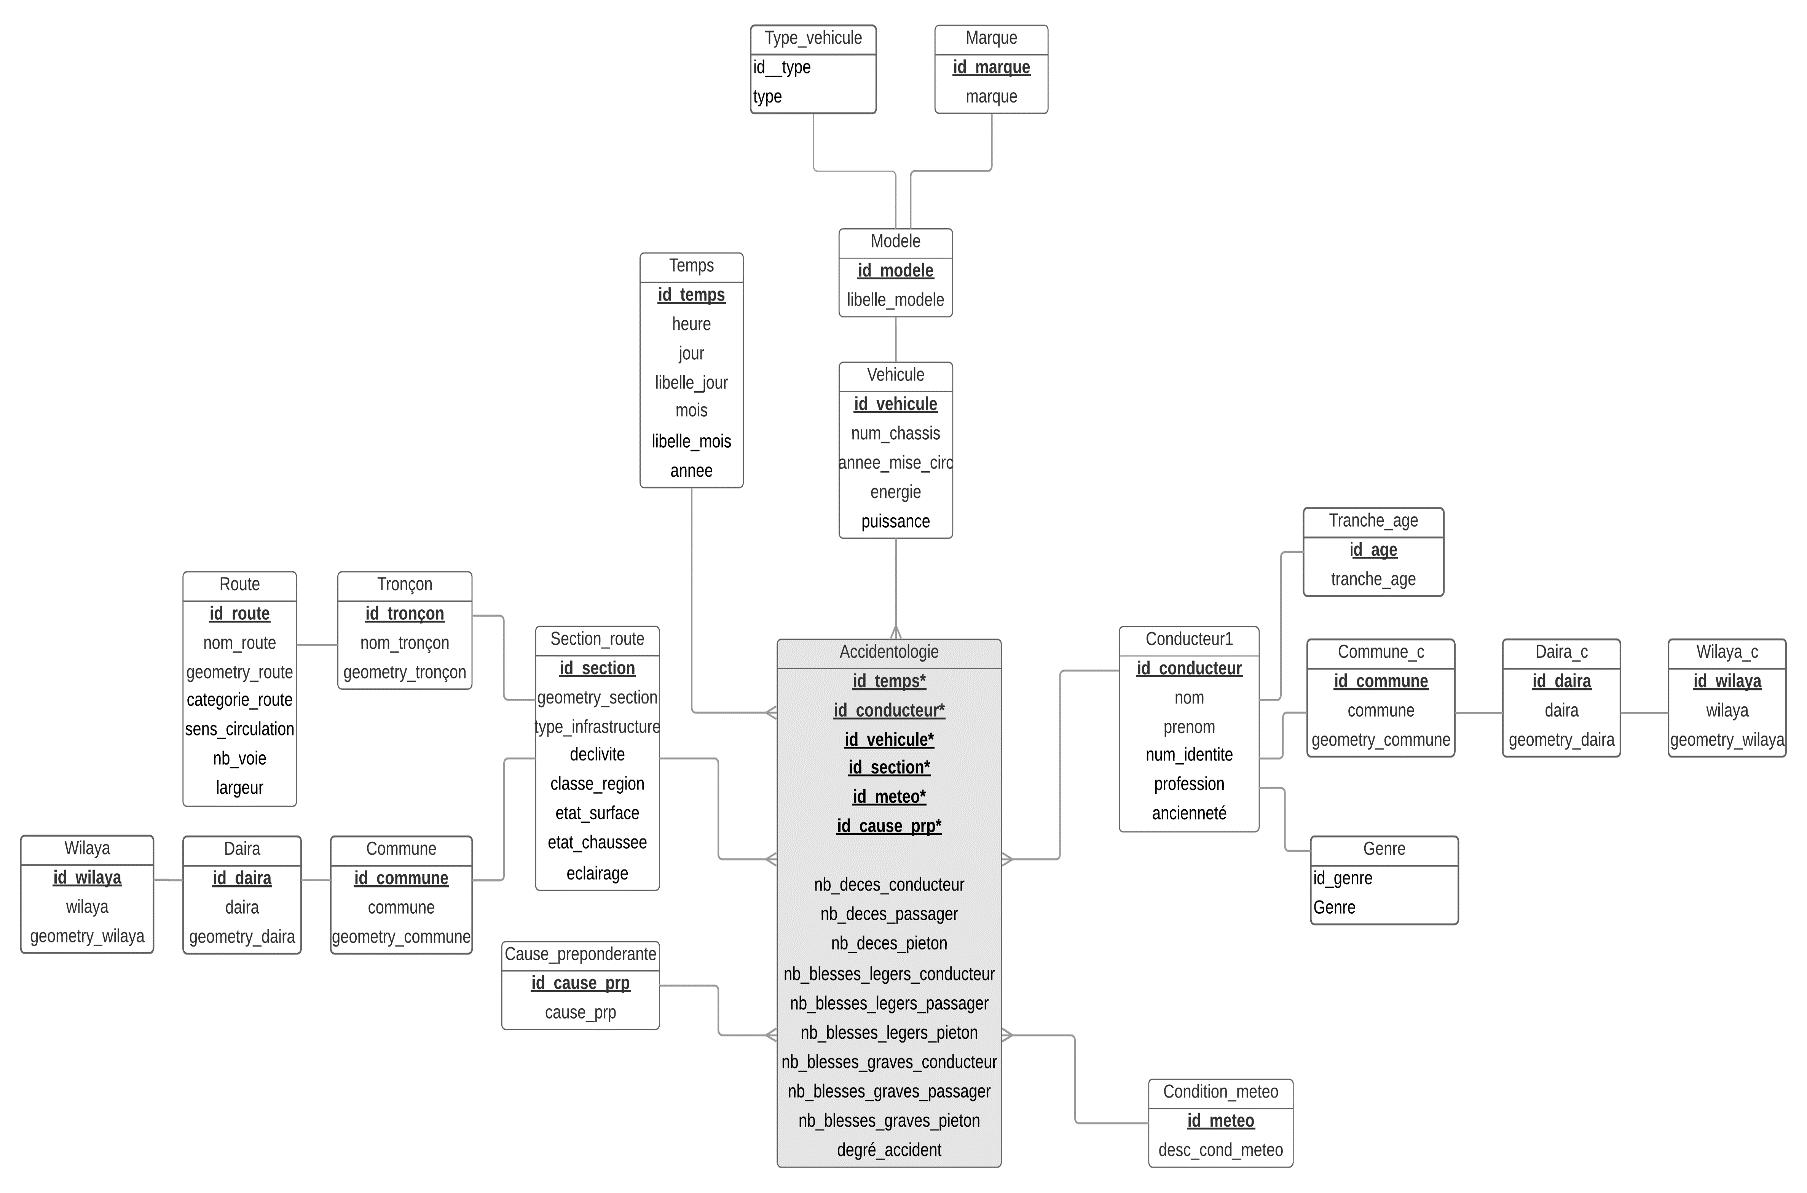 Type_vehicule
id__type
type
Marque
id_marque
marque
Modele
id_modele
libelle_modele
Temps
id_temps
heure
jour
libelle_jour
mois
libelle_mois
annee
Vehicule
id_vehicule
num_chassis
annee_mise_circ
energie
puissance
Tranche_age
id_age
tranche_age
Route
id_route
nom_route
geometry_route
categorie_route
sens_circulation
nb_voie
largeur
Tronçon
id_tronçon
nom_tronçon
geometry_tronçon
Section_route
id_section
geometry_section
type_infrastructure
declivite
classe_region
etat_surface
etat_chaussee
eclairage
Accidentologie
id_temps*
id_conducteur*
id_vehicule*
id_section*
id_meteo*
id_cause_prp*
nb_deces_conducteur
nb_deces_passager
nb_deces_pieton
nb_blesses_legers_conducteur
nb_blesses_legers_passager
nb_blesses_legers_pieton
nb_blesses_graves_conducteur
nb_blesses_graves_passager
nb_blesses_graves_pieton
degré_accident
Conducteur1
id_conducteur
nom
prenom
num_identite
profession
ancienneté
Commune_c
id_commune
commune
geometry_commune
Daira_c
id_daira
daira
geometry_daira
Wilaya_c
id_wilaya
wilaya
geometry_wilaya
Wilaya
id_wilaya
wilaya
geometry_wilaya
Daira
id_daira
daira
geometry_daira
Commune
id_commune
commune
geometry_commune
Genre
id_genre
Genre
Cause_preponderante
id_cause_prp
cause_prp
Condition_meteo
id_meteo
desc_cond_meteo